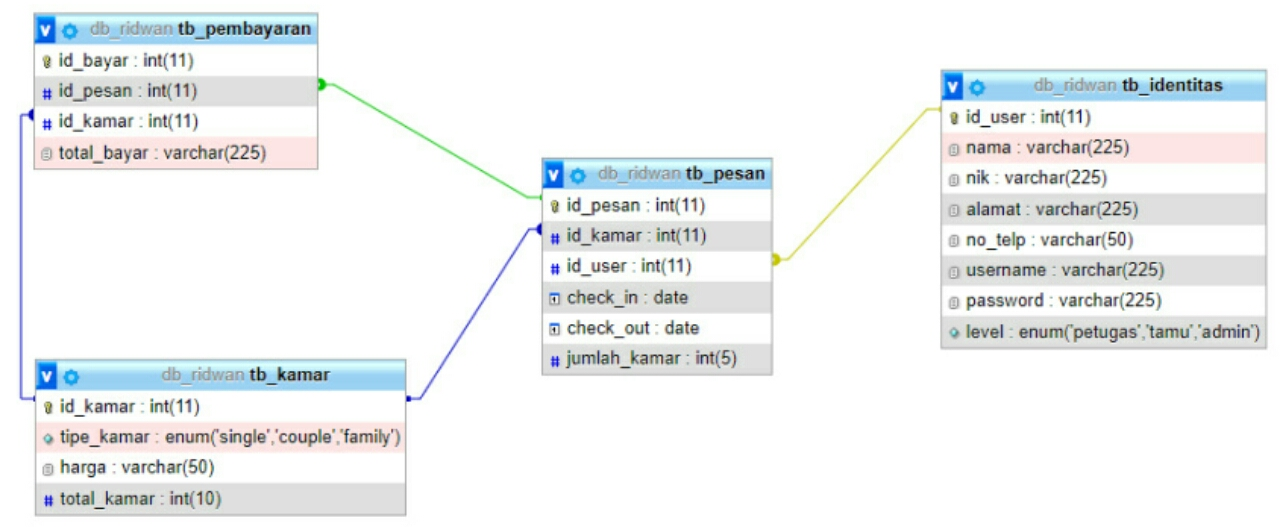 db_ridwan tb_pembayaran
id_bayar : int(11)
id_pesan : int(11)
id_kamar : int(11)
total_bayar : varchar(225)
db_ridwan tb_identitas
id_user : int(11)
nama : varchar(225)
nik : varchar(225)
alamat : varchar(225)
no_telp : varchar(50)
username : varchar(225)
password : varchar(225)
level : enum('petugas','tamu','admin')
db_ridwan tb_pesan
id_pesan : int(11)
id_kamar : int(11)
id_user : int(11)
check_in : date
check_out : date
jumlah_kamar : int(5)
db_ridwan tb_kamar
id_kamar : int(11)
tipe_kamar : enum('single','couple','family')
harga : varchar(50)
total_kamar : int(10)